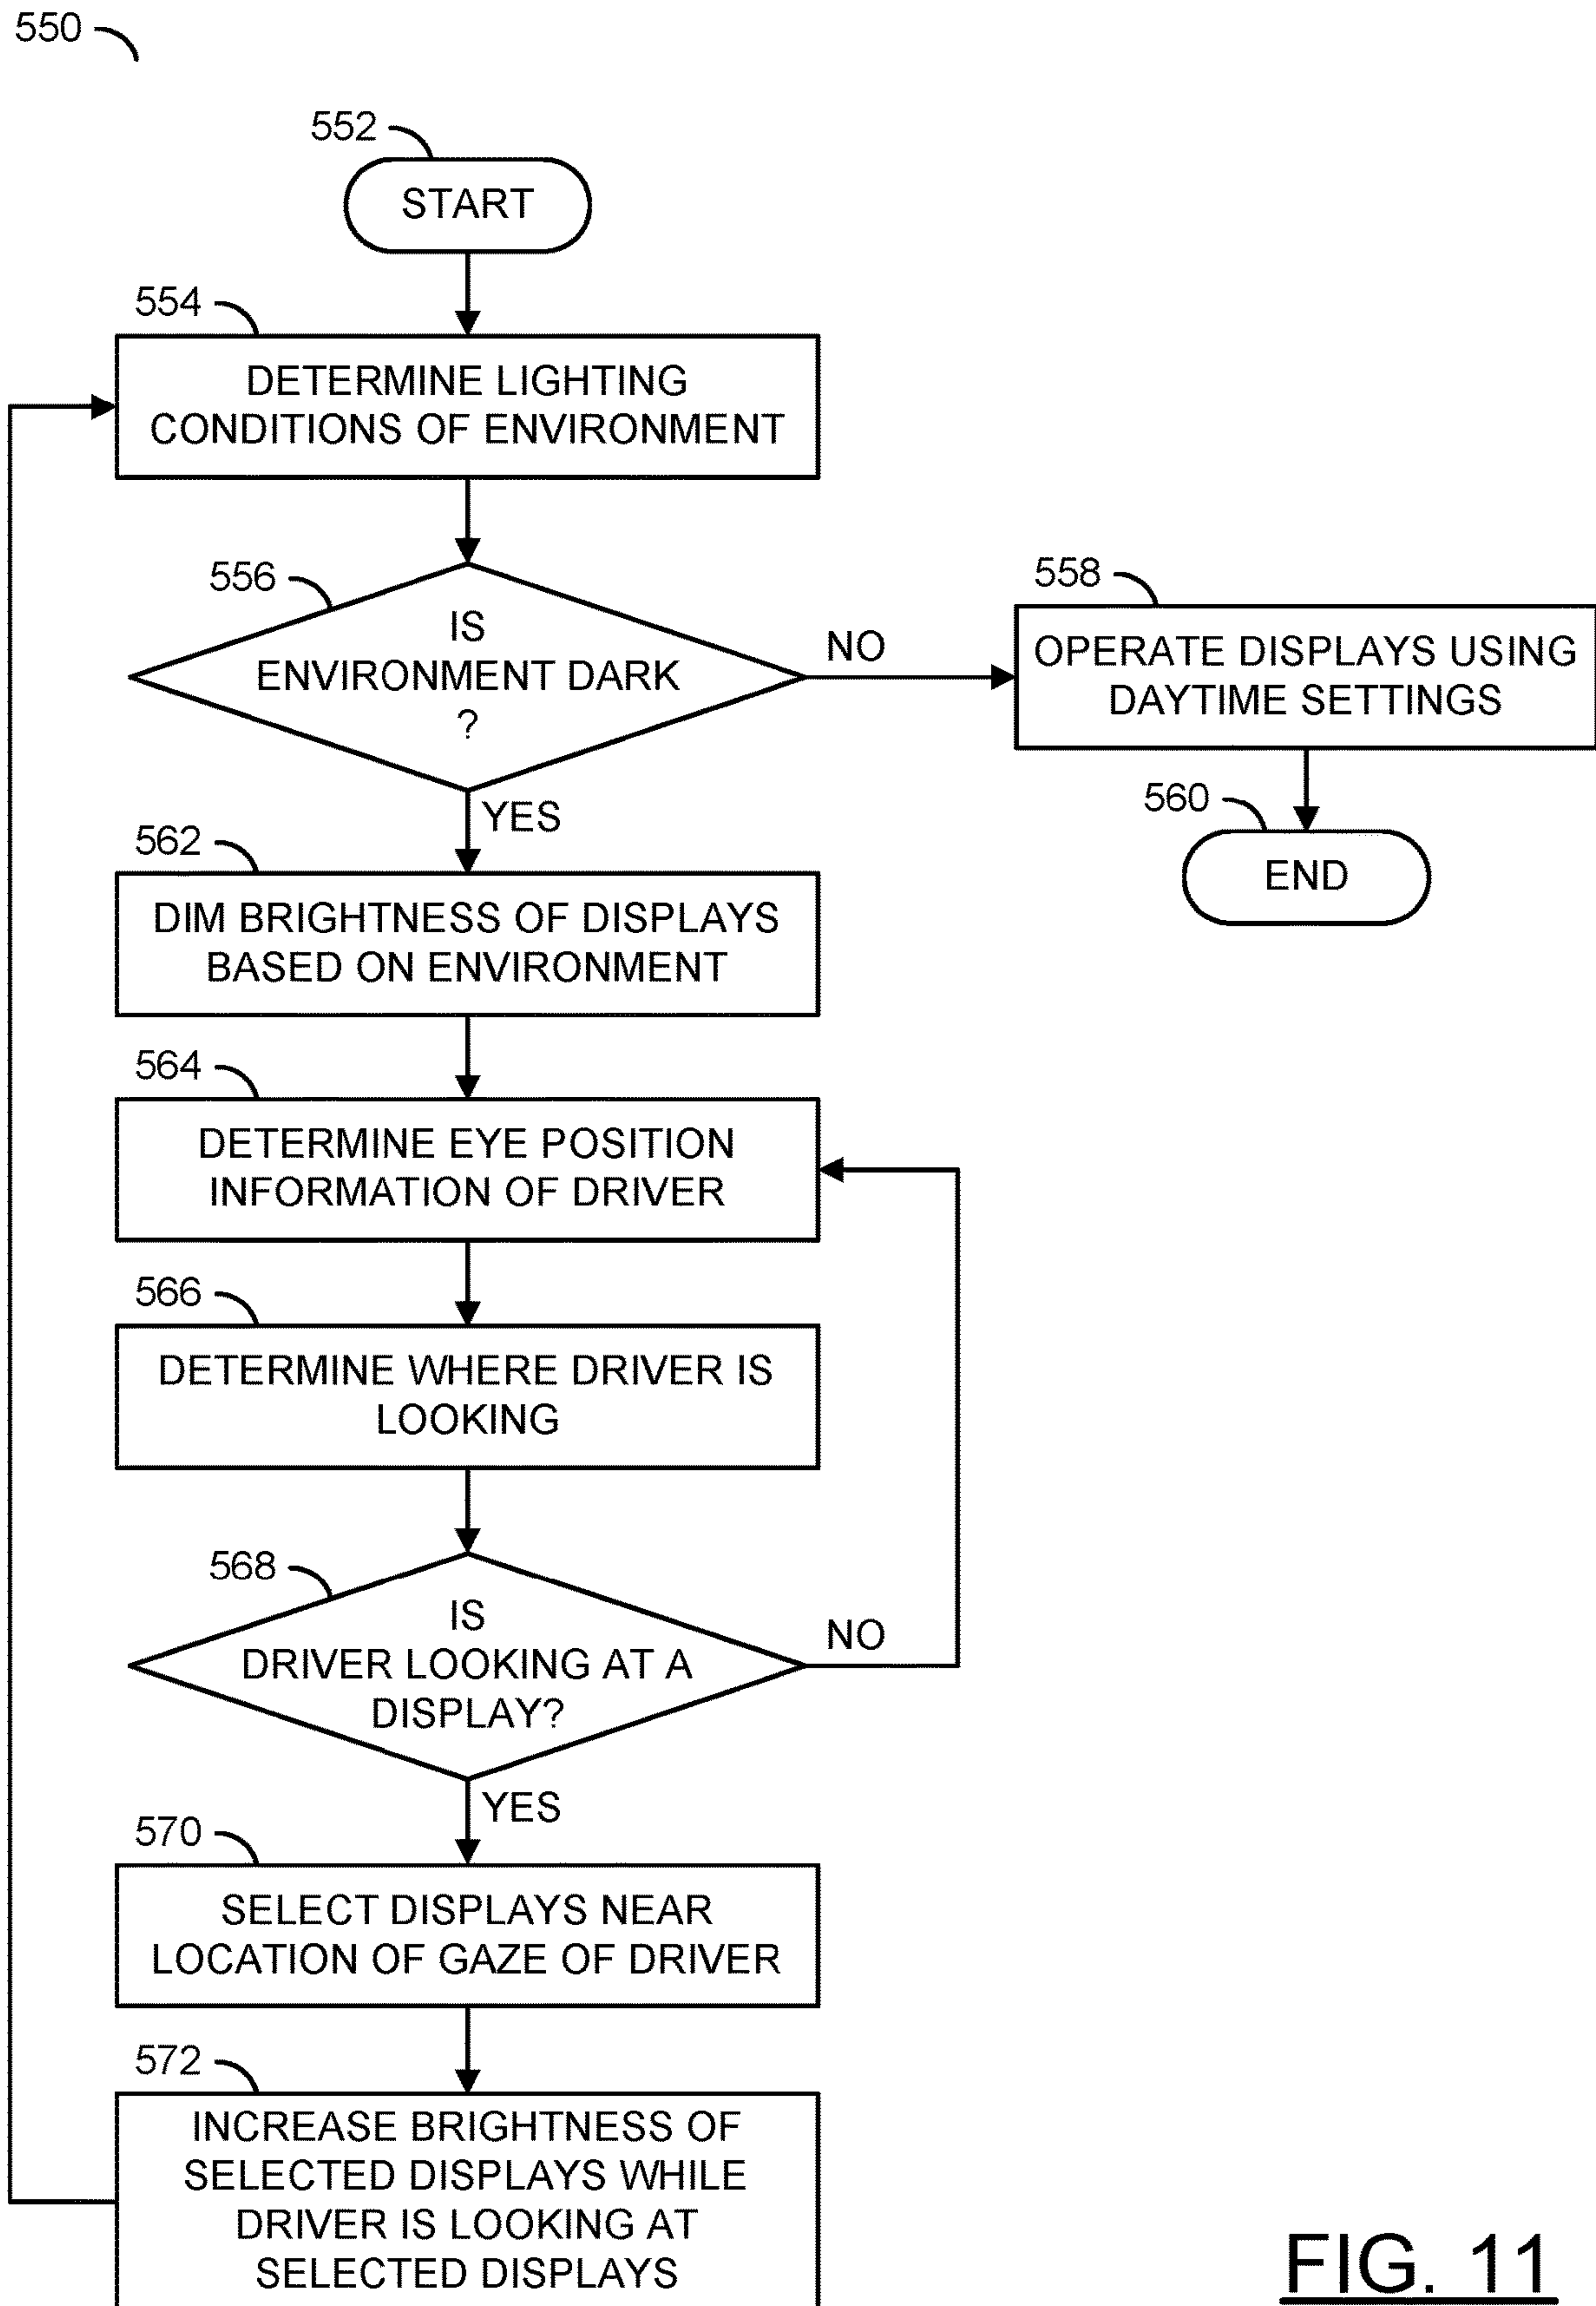 550
552
START
554
DETERMINE LIGHTING
CONDITIONS OF ENVIRONMENT
556
IS
ENVIRONMENT DARK
?
NO
558
OPERATE DISPLAYS USING
DAYTIME SETTINGS
560
END
YES
562
DIM BRIGHTNESS OF DISPLAYS
BASED ON ENVIRONMENT
564
DETERMINE EYE POSITION
INFORMATION OF DRIVER
566
DETERMINE WHERE DRIVER IS
LOOKING
568
IS
DRIVER LOOKING AT A
DISPLAY?
NO
YES
570
SELECT DISPLAYS NEAR
LOCATION OF GAZE OF DRIVER
572
INCREASE BRIGHTNESS OF
SELECTED DISPLAYS WHILE
DRIVER IS LOOKING AT
SELECTED DISPLAYS
FIG. 11